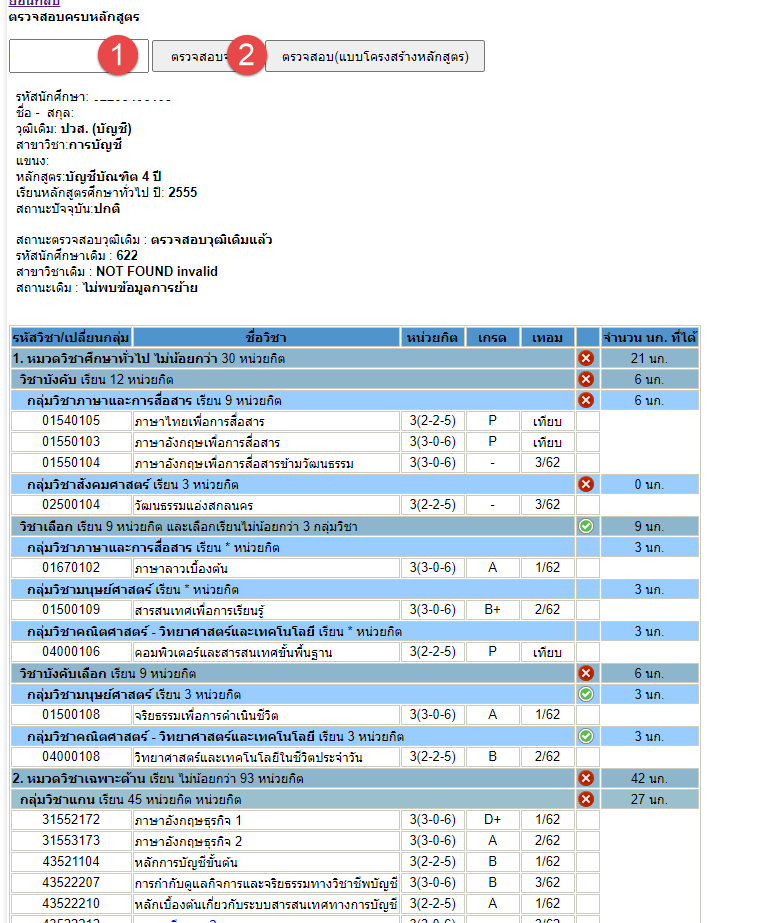 ย้อนกลับ
ตรวจสอบครบหลักสูตร
1 ตรวจสอบ 2 ตรวจสอบ(แบบโครงสร้างหลักสูตร)
รหัสนักศึกษา:
ชื่อ - สกุล:
วุฒิเดิม: ปวส. (บัญชี)
สาขาวิชา:การบัญชี
แขนง:
หลักสูตร:บัญชีบัณฑิต 4 ปี
เรียนหลักสูตรศึกษาทั่วไป ปี: 2555
สถานะปัจจุบัน:ปกติ
สถานะตรวจสอบวุฒิเดิม : ตรวจสอบวุฒิเดิมแล้ว
รหัสนักศึกษาเดิม : 622
สาขาวิชาเดิม : NOT FOUND invalid
สถานะเดิม : ไม่พบข้อมูลการย้าย
รหัสวิชา/เปลี่ยนกลุ่ม ชื่อวิชา หน่วยกิต เกรด เทอม จำนวน นก. ที่ได้
1. หมวดวิชาศึกษาทั่วไป ไม่น้อยกว่า 30 หน่วยกิต 21 นก.
วิชาบังคับ เรียน 12 หน่วยกิต 6 นก.
กลุ่มวิชาภาษาและการสื่อสาร เรียน 9 หน่วยกิต 6 นก.
01540105 ภาษาไทยเพื่อการสื่อสาร 3(2-2-5) P เทียบ
01550103 ภาษาอังกฤษเพื่อการสื่อสาร 3(3-0-6) P เทียบ
01550104 ภาษาอังกฤษเพื่อการสื่อสารข้ามวัฒนธรรม 3(3-0-6) - 3/62
กลุ่มวิชาสังคมศาสตร์ เรียน 3 หน่วยกิต 0 นก.
02500104 วัฒนธรรมแอ่งสกลนคร 3(2-2-5) - 3/62
วิชาเลือก เรียน 9 หน่วยกิต และเลือกเรียนไม่น้อยกว่า 3 กลุ่มวิชา 9 นก.
กลุ่มวิชาภาษาและการสื่อสาร เรียน * หน่วยกิต 3 นก.
01670102 ภาษาลาวเบื้องต้น 3(3-0-6) A 1/62
กลุ่มวิชามนุษย์ศาสตร์ เรียน * หน่วยกิต 3 นก.
01500109 สารสนเทศเพื่อการเรียนรู้ 3(3-0-6) B+ 2/62
กลุ่มวิชาคณิตศาสตร์ - วิทยาศาสตร์และเทคโนโลยี เรียน * หน่วยกิต 3 นก.
04000106 คอมพิวเตอร์และสารสนเทศขั้นพื้นฐาน 3(2-2-5) P เทียบ
วิชาบังคับเลือก เรียน 9 หน่วยกิต 6 นก.
กลุ่มวิชามนุษย์ศาสตร์ เรียน 3 หน่วยกิต 3 นก.
01500108 จริยธรรมเพื่อการดำเนินชีวิต 3(3-0-6) A 1/62
กลุ่มวิชาคณิตศาสตร์ - วิทยาศาสตร์และเทคโนโลยี เรียน 3 หน่วยกิต 3 นก.
04000108 วิทยาศาสตร์และเทคโนโลยีในชีวิตประจำวัน 3(2-2-5) B 2/62
2. หมวดวิชาเฉพาะด้าน เรียน ไม่น้อยกว่า 93 หน่วยกิต 42 นก.
กลุ่มวิชาแกน เรียน 45 หน่วยกิต หน่วยกิต 27 นก.
31552172 ภาษาอังกฤษธุรกิจ 1 3(3-0-6) D+ 1/62
31553173 ภาษาอังกฤษธุรกิจ 2 3(3-0-6) A 2/62
43521104 หลักการบัญชีขั้นต้น 3(2-2-5) B 1/62
43522207 การกำกับดูแลกิจการและจริยธรรมทางวิชาชีพบัญชี 3(3-0-6) B 3/62
43522210 หลักเบื้องต้นเกี่ยวกับระบบสารสนเทศทางการบัญชี 3(2-2-5) A 1/62